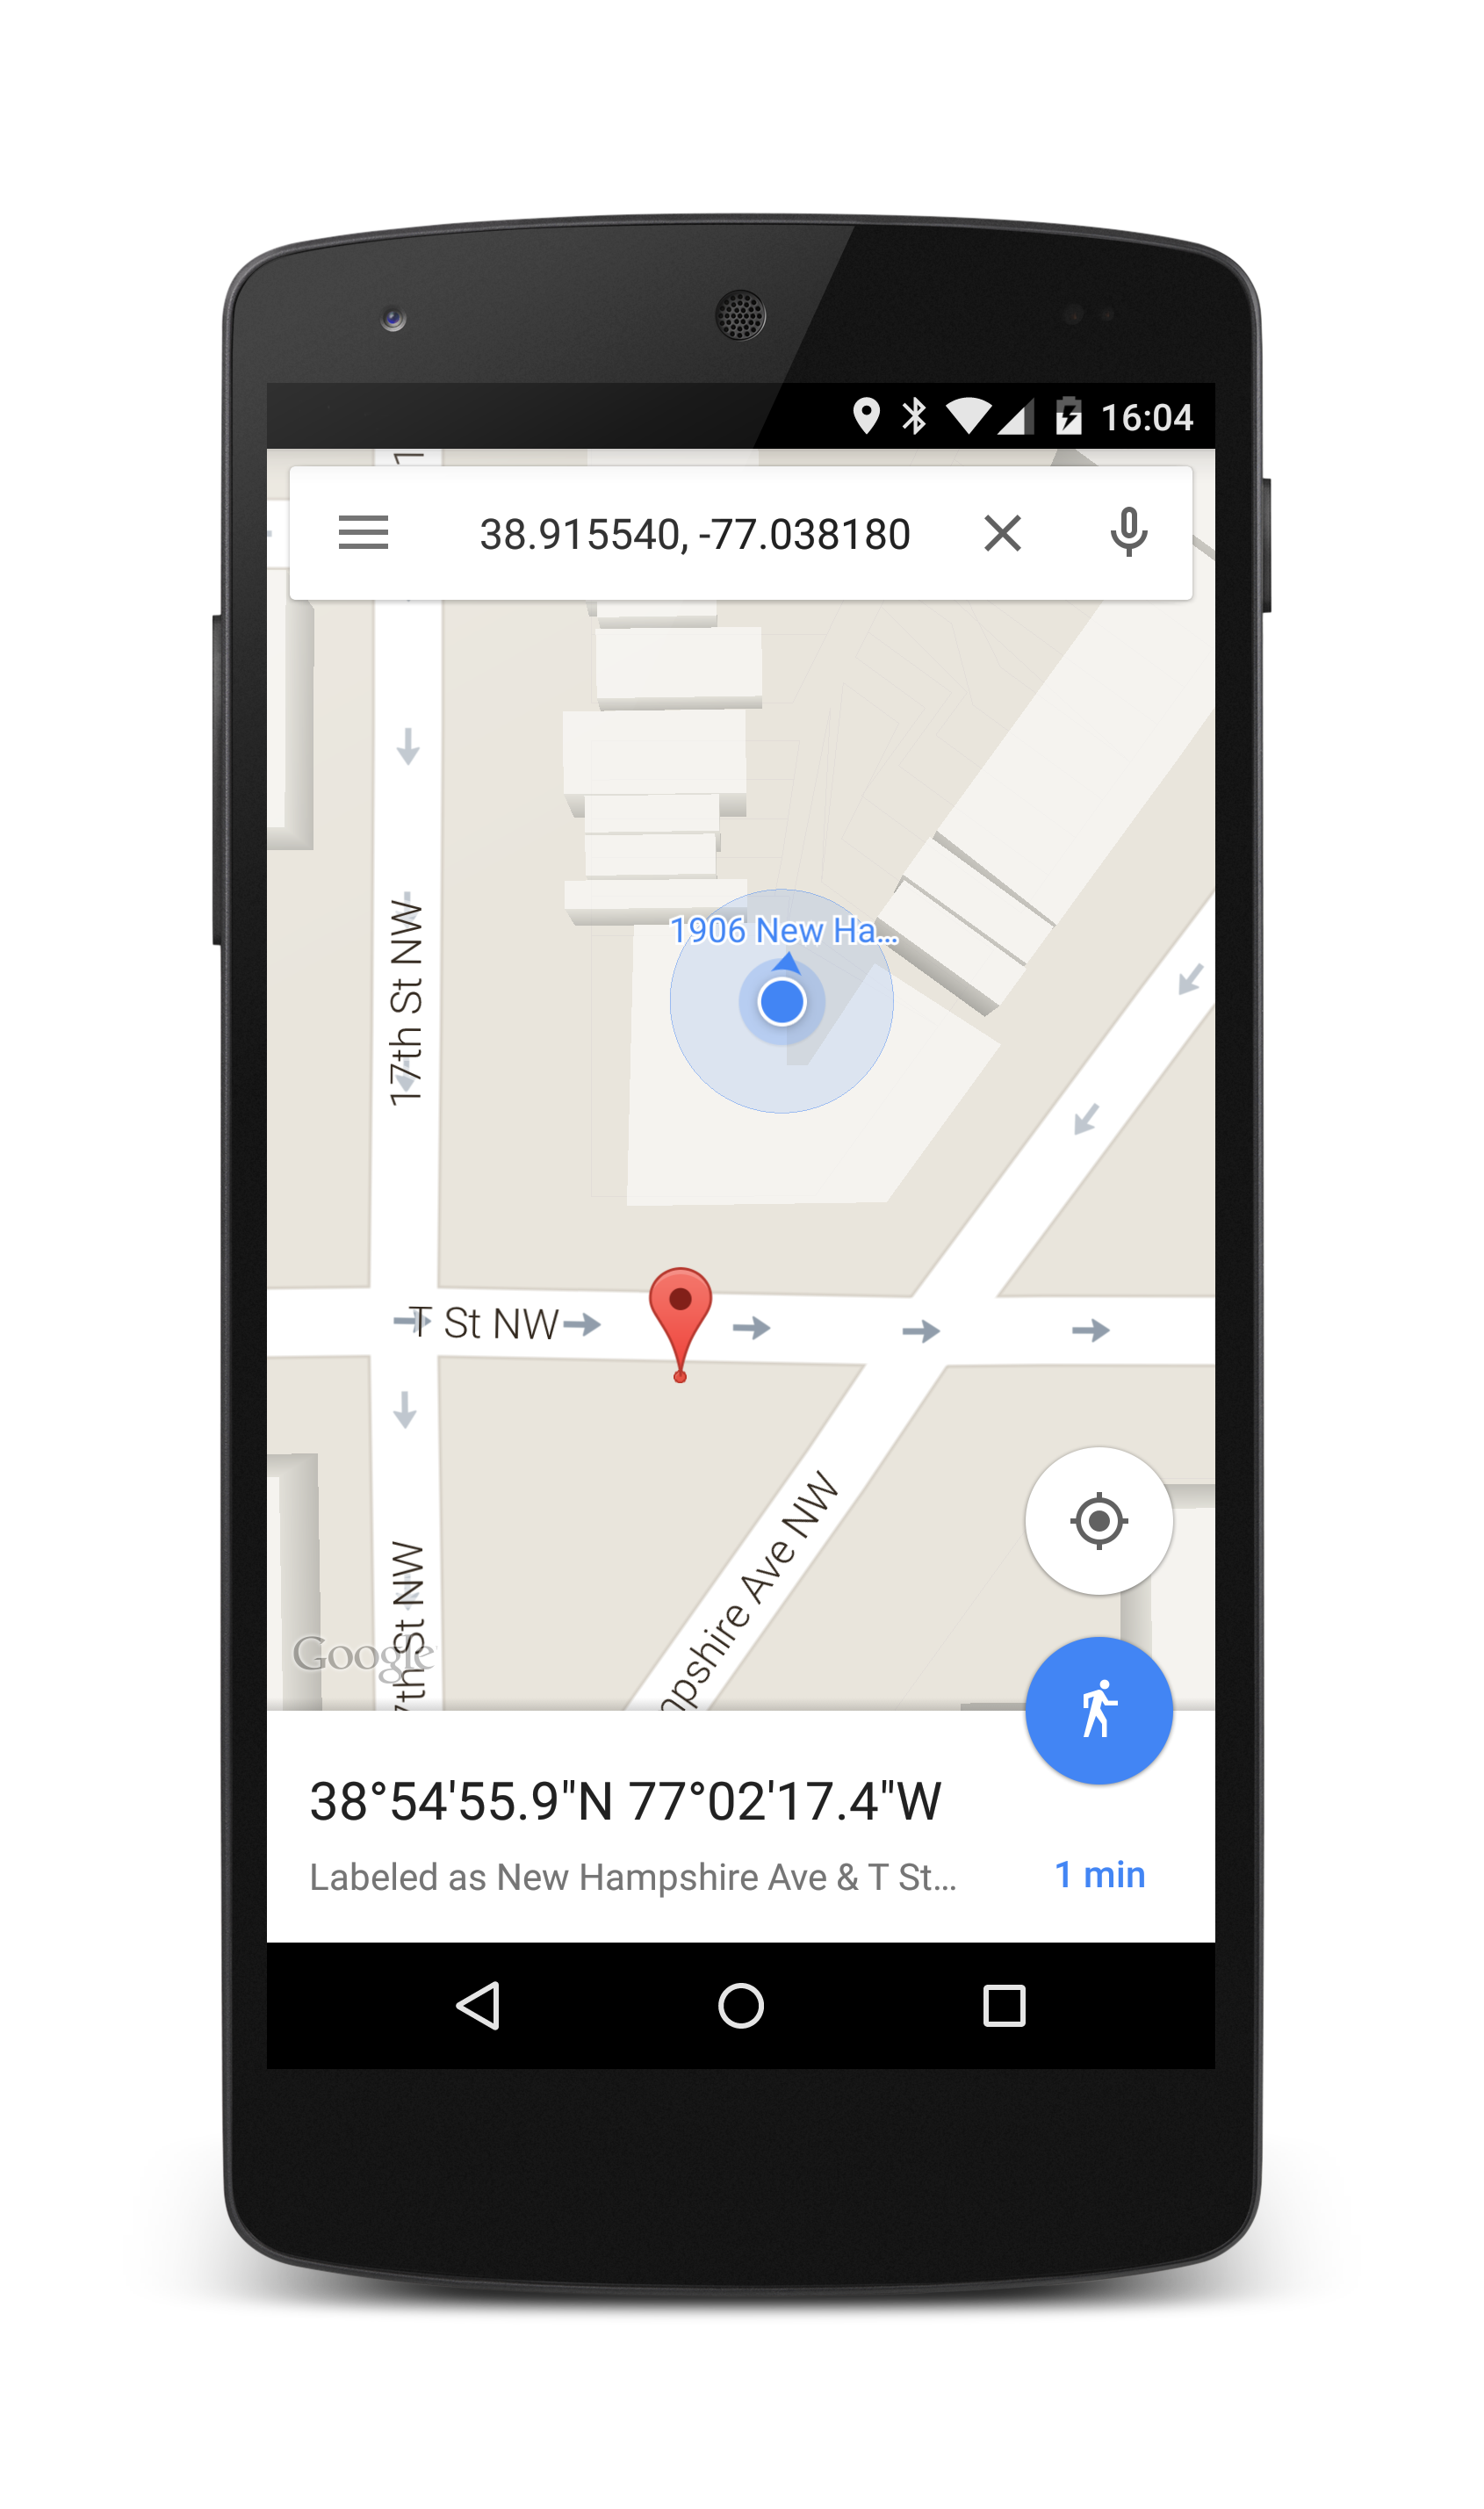 16:04
1
38.915540, -77.038180
1906 New Ha...
17th St NW
T St NW
pshire Ave NW
7th St NW
Google
38°54'55.9"N 77°02'17.4"W
Labeled as New Hampshire Ave & T St...
1 min